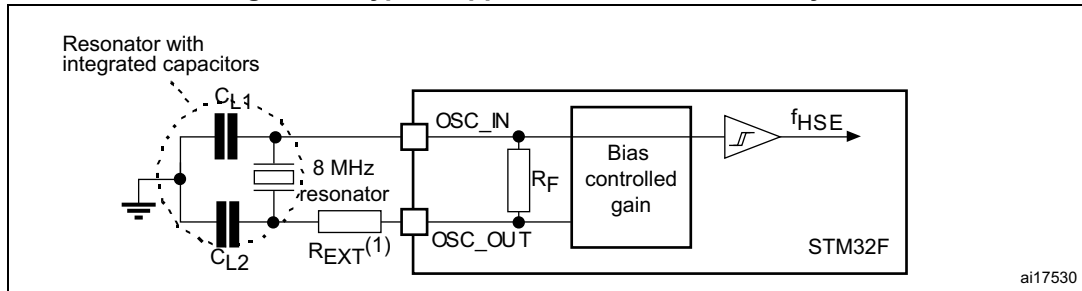 Resonator with
integrated capacitors
CL1
OSC_IN
fHSE
8 MHz
resonator
RF
Bias
controlled
gain
REXT(1)
OSC_OUT
CL2
STM32F
ai17530